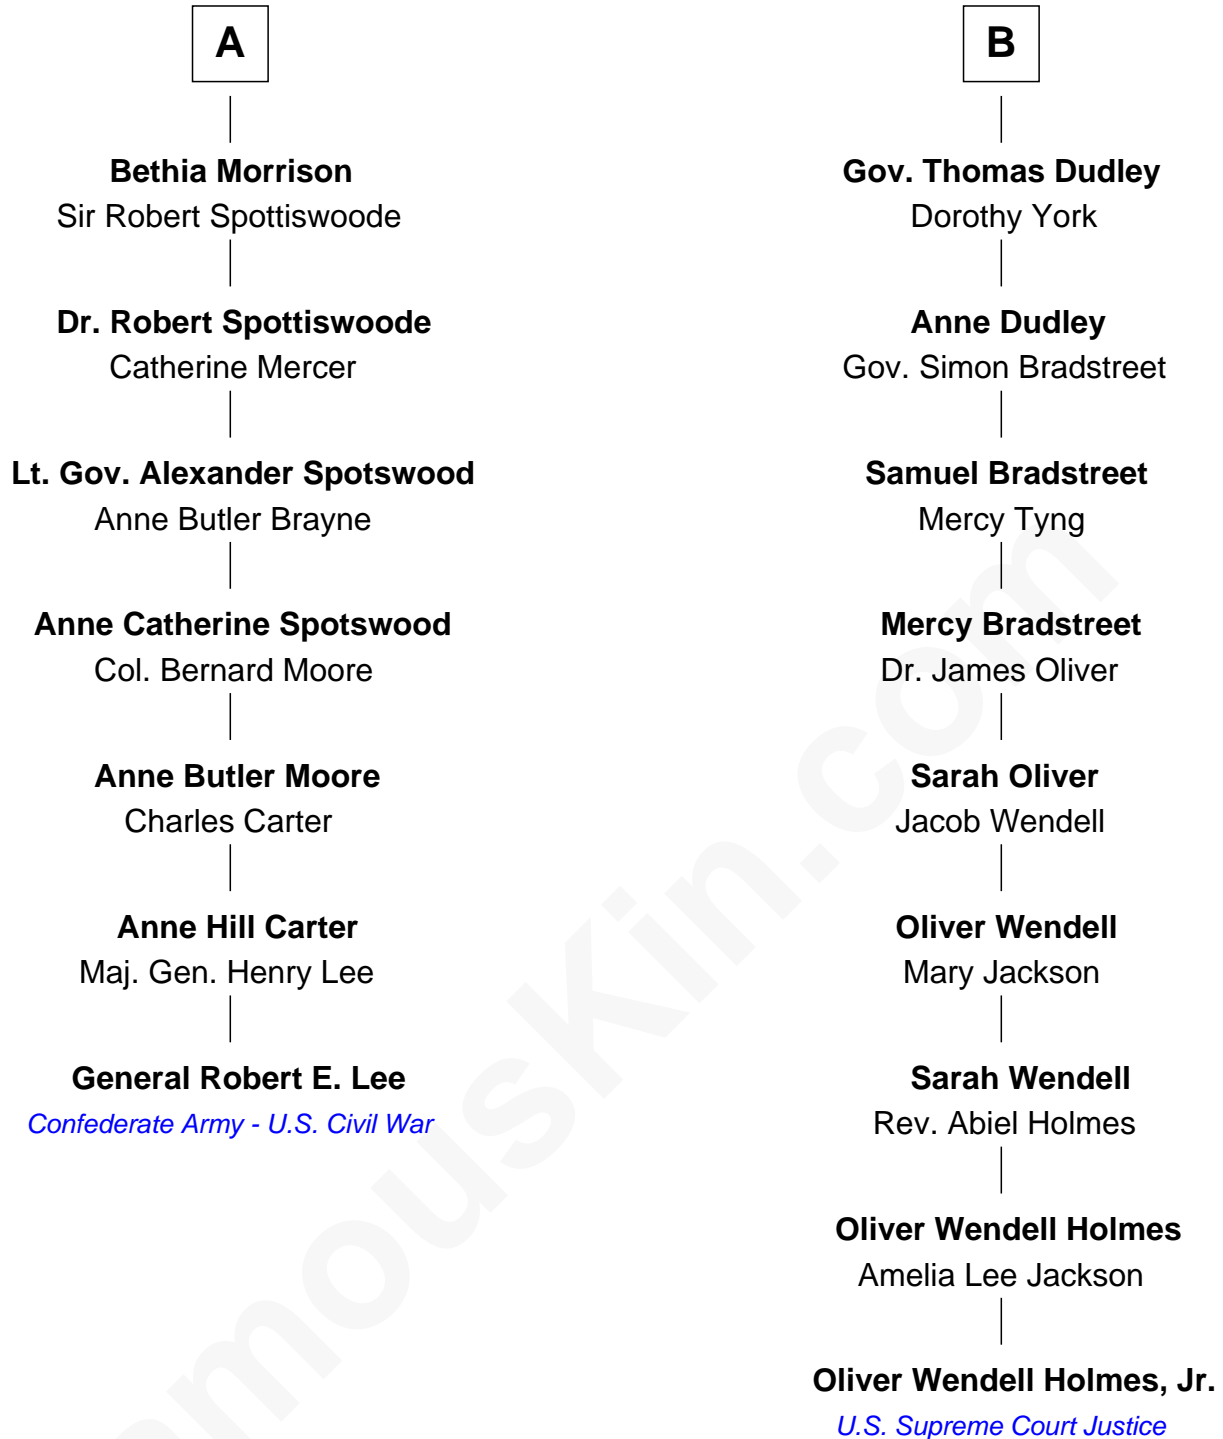 A
Bethia Morrison
Sir Robert Spottiswoode
Dr. Robert Spottiswoode
Catherine Mercer
Lt. Gov. Alexander Spotswood
Anne Butler Brayne
Anne Catherine Spotswood
Col. Bernard Moore
Anne Butler Moore
Charles Carter
Anne Hill Carter
Maj. Gen. Henry Lee
General Robert E. Lee
Confederate Army - U.S. Civil War
B
Gov. Thomas Dudley
Dorothy York
Anne Dudley
Gov. Simon Bradstreet
Samuel Bradstreet
Mercy Tyng
Mercy Bradstreet
Dr. James Oliver
Sarah Oliver
Jacob Wendell
Oliver Wendell
Mary Jackson
Sarah Wendell
Rev. Abiel Holmes
Oliver Wendell Holmes
Amelia Lee Jackson
Oliver Wendell Holmes, Jr.
U.S. Supreme Court Justice
amouskin.com